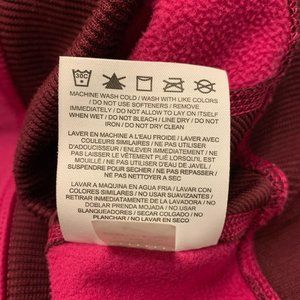 30C
MACHINE WASH COLD / WASH WITH LIKE COLORS
/ DO NOT USE SOFTENERS / REMOVE
IMMEDIATELY / DO NOT ALLOW TO LAY ON ITSELF
WHEN WET / DO NOT BLEACH / LINE DRY / DO NOT
IRON / DO NOT DRY CLEAN
LAVER EN MACHINE A L'EAU FROIDE / LAVER AVEC
COULEURS SIMILAIRES / NE PAS UTILISER
D'ADOUCISSEUR / ENLEVER IMMEDIATEMENT / NE
PAS LAISSER LE VÊTEMENT PLIÉ LORSQU'IL EST
MOUILLÉ / NE PAS UTILISER D'EAU DE JAVEL /
SUSPENDRE POUR SÉCHER / NE PAS REPASSER /
NE PAS NETTOYER A SEC
LAVAR A MAQUINA EN AGUA FRIA / LAVAR CON
COLORES SIMILARES / NO USAR SUAVIZANTES /
RETIRAR INMEDIATAMENTE DE LA LAVADORA / NO
DOBLAR PRENDA MOJADA / NO USAR
BLANQUEADORES / SECAR COLGADO / NO
PLANCHAR / NO LAVAR EN SECO